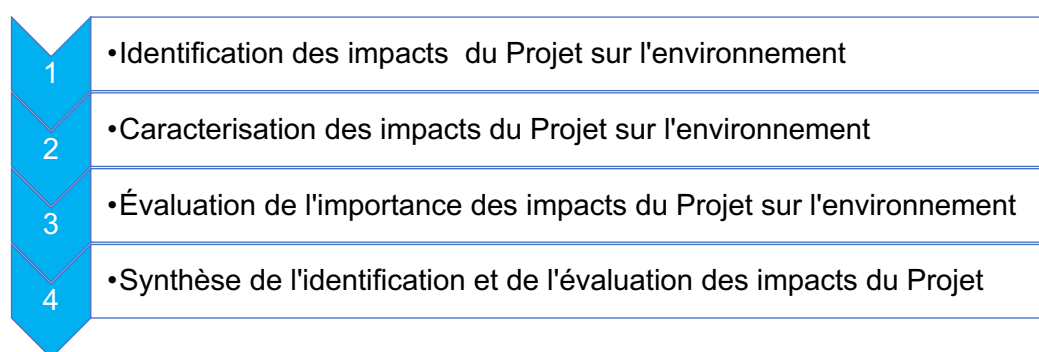 1
•Identification des impacts  du Projet sur l'environnement
2
•Caracterisation des impacts du Projet sur l'environnement
3
•Évaluation de l'importance des impacts du Projet sur l'environnement
4
•Synthèse de l'identification et de l'évaluation des impacts du Projet